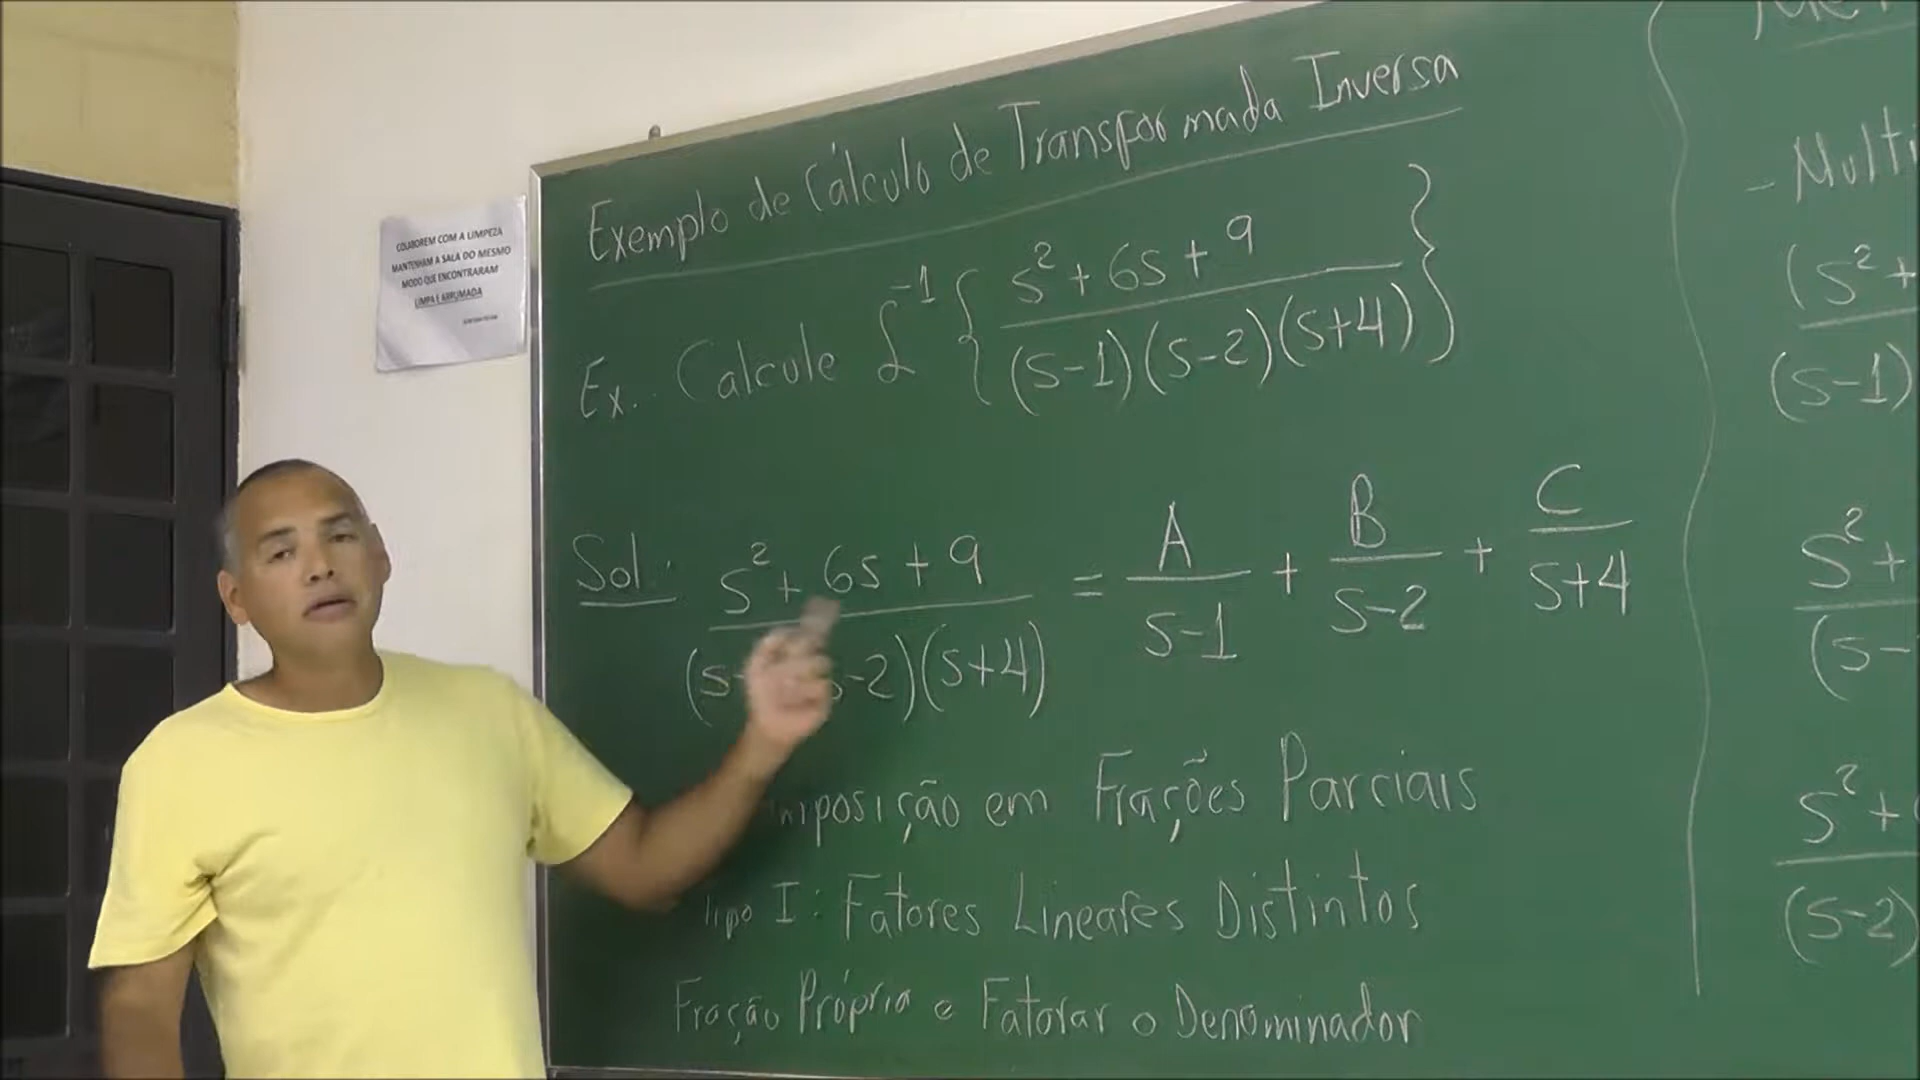 COLABOREM COM A LIMPEZA
MANTENHAM A SALA DO MESMO
MODO QUE ENCONTRARAM
LIMPA E ARRUMADA
Exemplo de Cálculo de Transformada Inversa
Ex.. Calcule ℒ⁻¹ { (s² + 6s + 9) / ((s-1)(s-2)(s+4)) }
Sol: s² + 6s + 9 = A/(s-1) + B/(s-2) + C/(s+4)
(s-2)(s+4)
mposição em Frações Parciais
Tipo I: Fatores Lineares Distintos
Fração Própria e Fatorar o Denominador
- Multi
(s² +
(s-1)
s² +
(s-
s² +
(s-2)